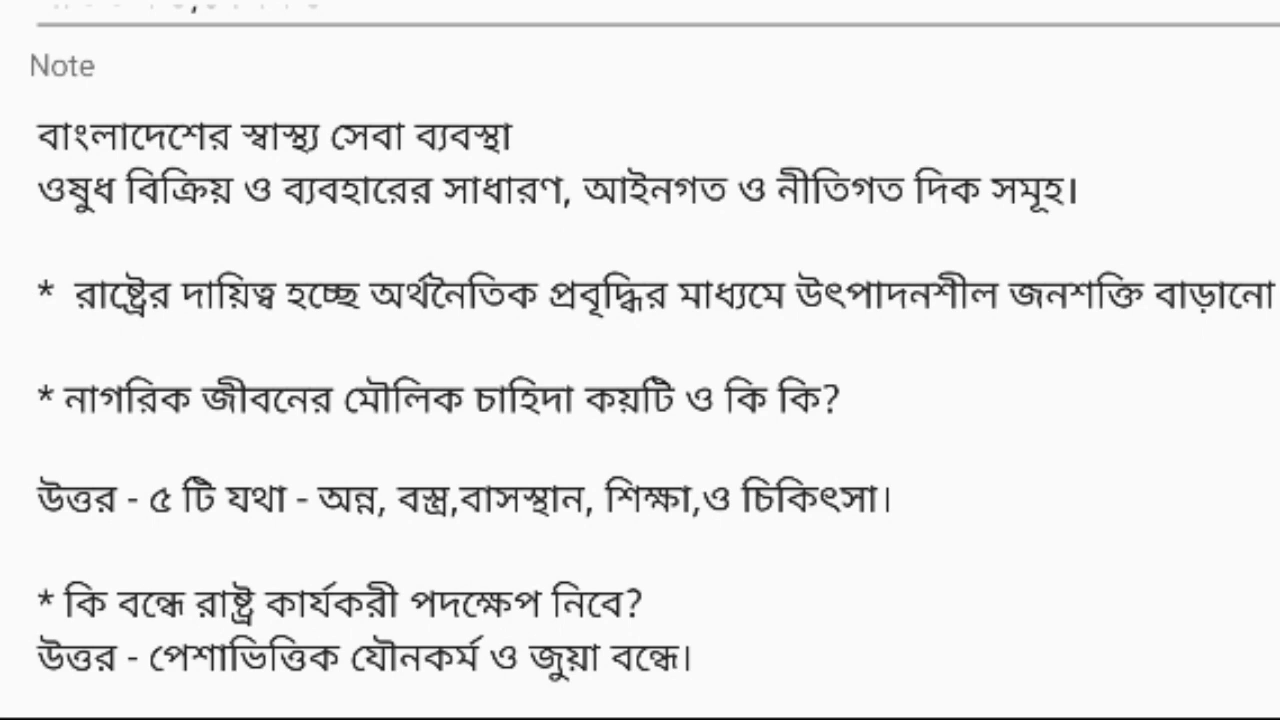 Note
বাংলাদেশের স্বাস্থ্য সেবা ব্যবস্থা
ওষুধ বিক্রিয় ও ব্যবহারের সাধারণ, আইনগত ও নীতিগত দিক সমূহ।
* রাষ্ট্রের দায়িত্ব হচ্ছে অর্থনৈতিক প্রবৃদ্ধির মাধ্যমে উৎপাদনশীল জনশক্তি বাড়ানো
* নাগরিক জীবনের মৌলিক চাহিদা কয়টি ও কি কি?
উত্তর - ৫ টি যথা - অন্ন, বস্ত্র,বাসস্থান, শিক্ষা,ও চিকিৎসা।
* কি বন্ধে রাষ্ট্র কার্যকরী পদক্ষেপ নিবে?
উত্তর - পেশাভিত্তিক যৌনকর্ম ও জুয়া বন্ধে।